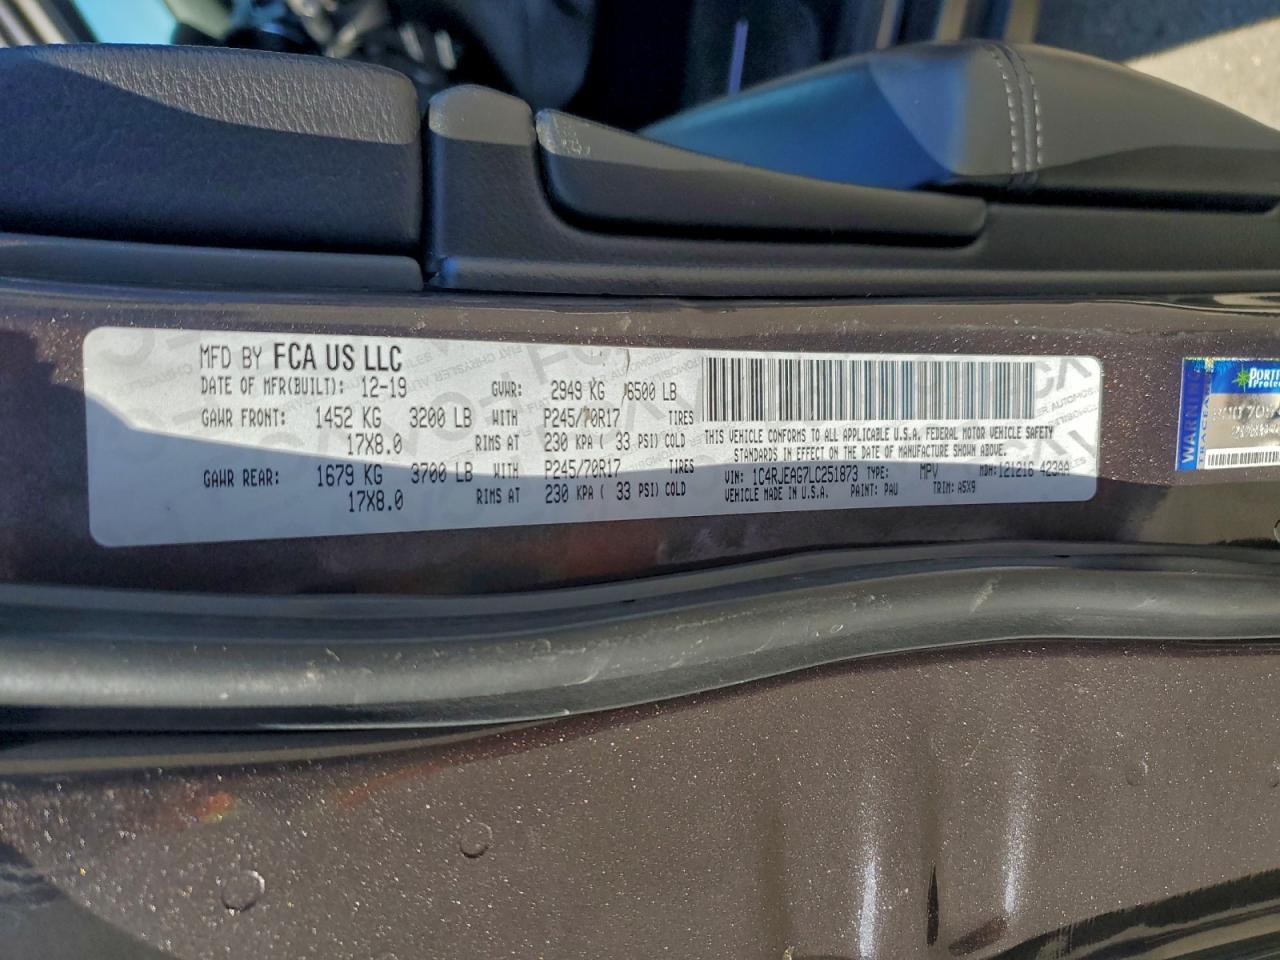 MFD BY FCA US LLC
DATE OF MFR(BUILT): 12-19 GVWR: 2949 KG /6500 LB
GAWR FRONT: 1452 KG 3200 LB WITH P245/70R17 TIRES
17X8.0 RIMS AT 230 KPA ( 33 PSI) COLD
GAWR REAR: 1679 KG 3700 LB WITH P245/70R17 TIRES
17X8.0 RIMS AT 230 KPA ( 33 PSI) COLD
THIS VEHICLE CONFORMS TO ALL APPLICABLE U.S.A. FEDERAL MOTOR VEHICLE SAFETY
STANDARDS IN EFFECT ON THE DATE OF MANUFACTURE SHOWN ABOVE.
VIN: 1C4RJEAG7LC251873 TYPE: MPV MDH: 121216 423AA
VEHICLE MADE IN U.S.A. PAINT: PAU TRIM: A5X9
WARNING